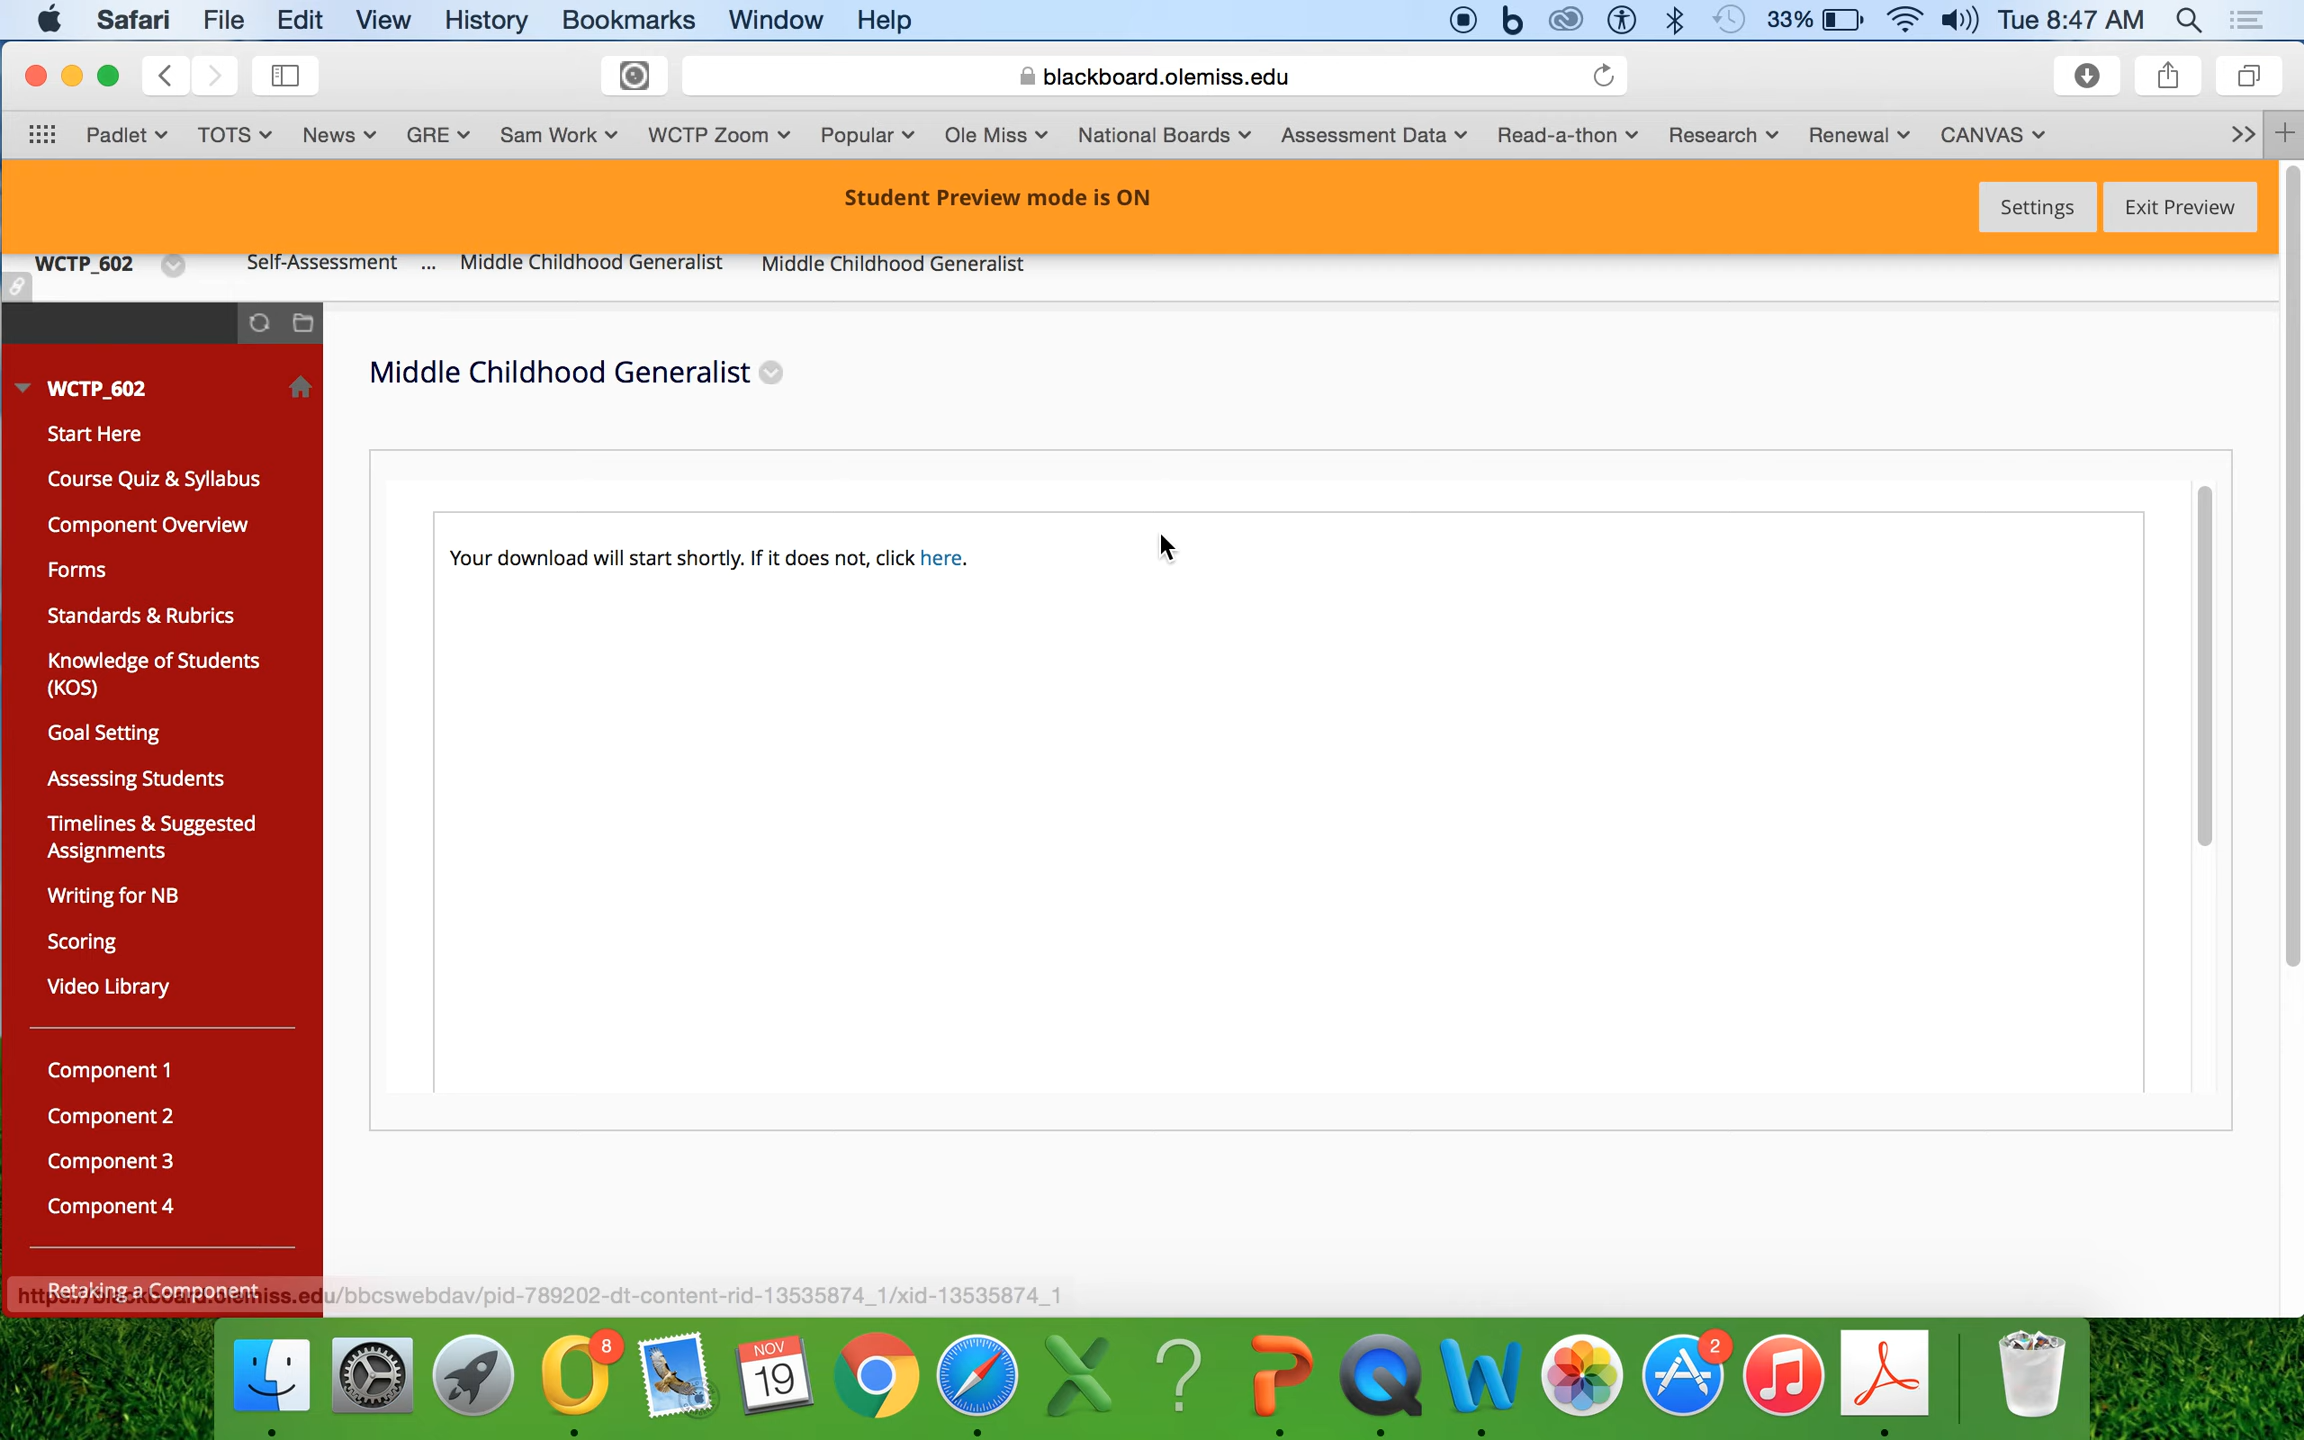 Safari File Edit View History Bookmarks Window Help 33% Tue 8:47 AM
blackboard.olemiss.edu
Padlet TOTS News GRE Sam Work WCTP Zoom Popular Ole Miss National Boards Assessment Data Read-a-thon Research Renewal CANVAS >> +
Student Preview mode is ON
Settings Exit Preview
WCTP_602 Self-Assessment ... Middle Childhood Generalist Middle Childhood Generalist
Middle Childhood Generalist
WCTP_602
Start Here
Course Quiz & Syllabus
Component Overview
Forms
Standards & Rubrics
Knowledge of Students
(KOS)
Goal Setting
Assessing Students
Timelines & Suggested
Assignments
Writing for NB
Scoring
Video Library
Component 1
Component 2
Component 3
Component 4
Retaking a Component
Your download will start shortly. If it does not, click here.
https://blackboard.olemiss.edu/bbcswebdav/pid-789202-dt-content-rid-13535874_1/xid-13535874_1
8
NOV
19
2